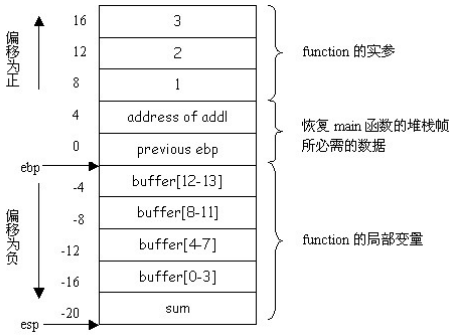 偏移为正
16
3
12
2
8
1
function 的实参
4
address of addl
0
previous ebp
恢复 main 函数的堆栈帧
所必需的数据
ebp
偏移为负
-4
buffer[12-13]
-8
buffer[8-11]
-12
buffer[4-7]
-16
buffer[0-3]
-20
sum
function 的局部变量
esp